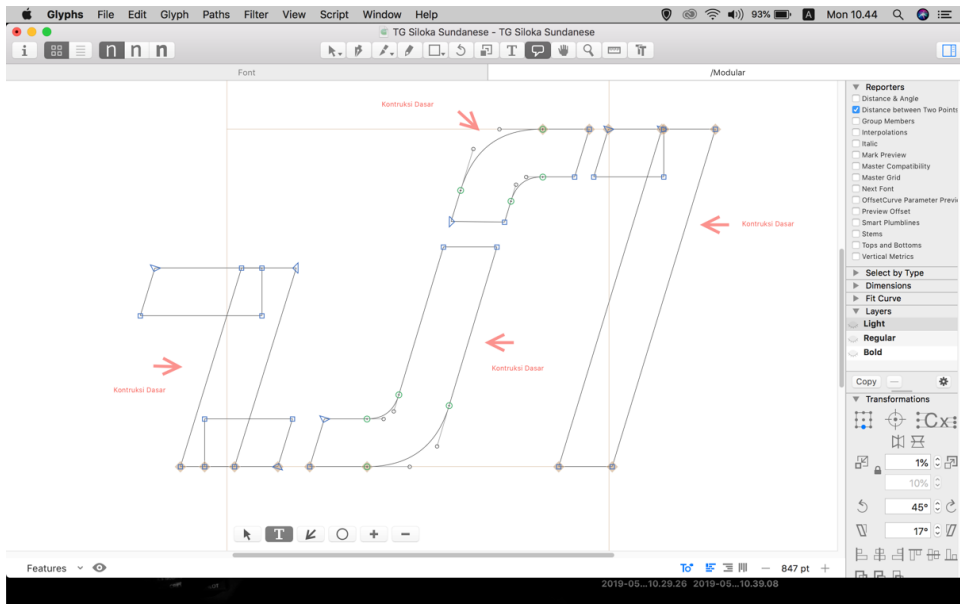 Glyphs File Edit Glyph Paths Filter View Script Window Help 93% A Mon 10.44
TG Siloka Sundanese - TG Siloka Sundanese
i n n n T
Font /Modular
Reporters
Distance & Angle
Distance between Two Points
Group Members
Interpolations
Italic
Mark Preview
Master Compatibility
Master Grid
Next Font
OffsetCurve Parameter Previ
Preview Offset
Smart Plumblines
Stems
Tops and Bottoms
Vertical Metrics
Select by Type
Dimensions
Fit Curve
Layers
Light
Regular
Bold
Copy
Transformations
1%
10%
45°
17°
Kontruksi Dasar
Kontruksi Dasar
Kontruksi Dasar
Kontruksi Dasar
T
Features 847 pt
2019-05...10.29.26 2019-05...10.39.08